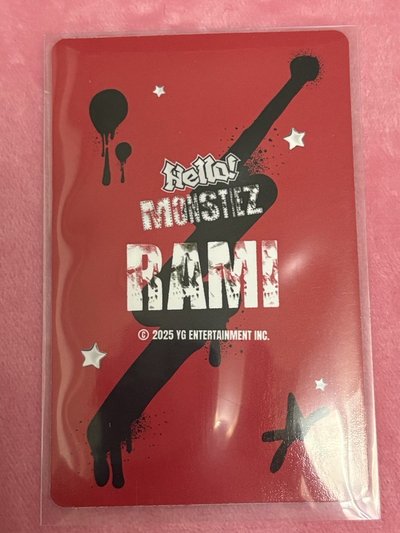 Hello!
MONSTIEZ
RAMI
© 2025 YG ENTERTAINMENT INC.